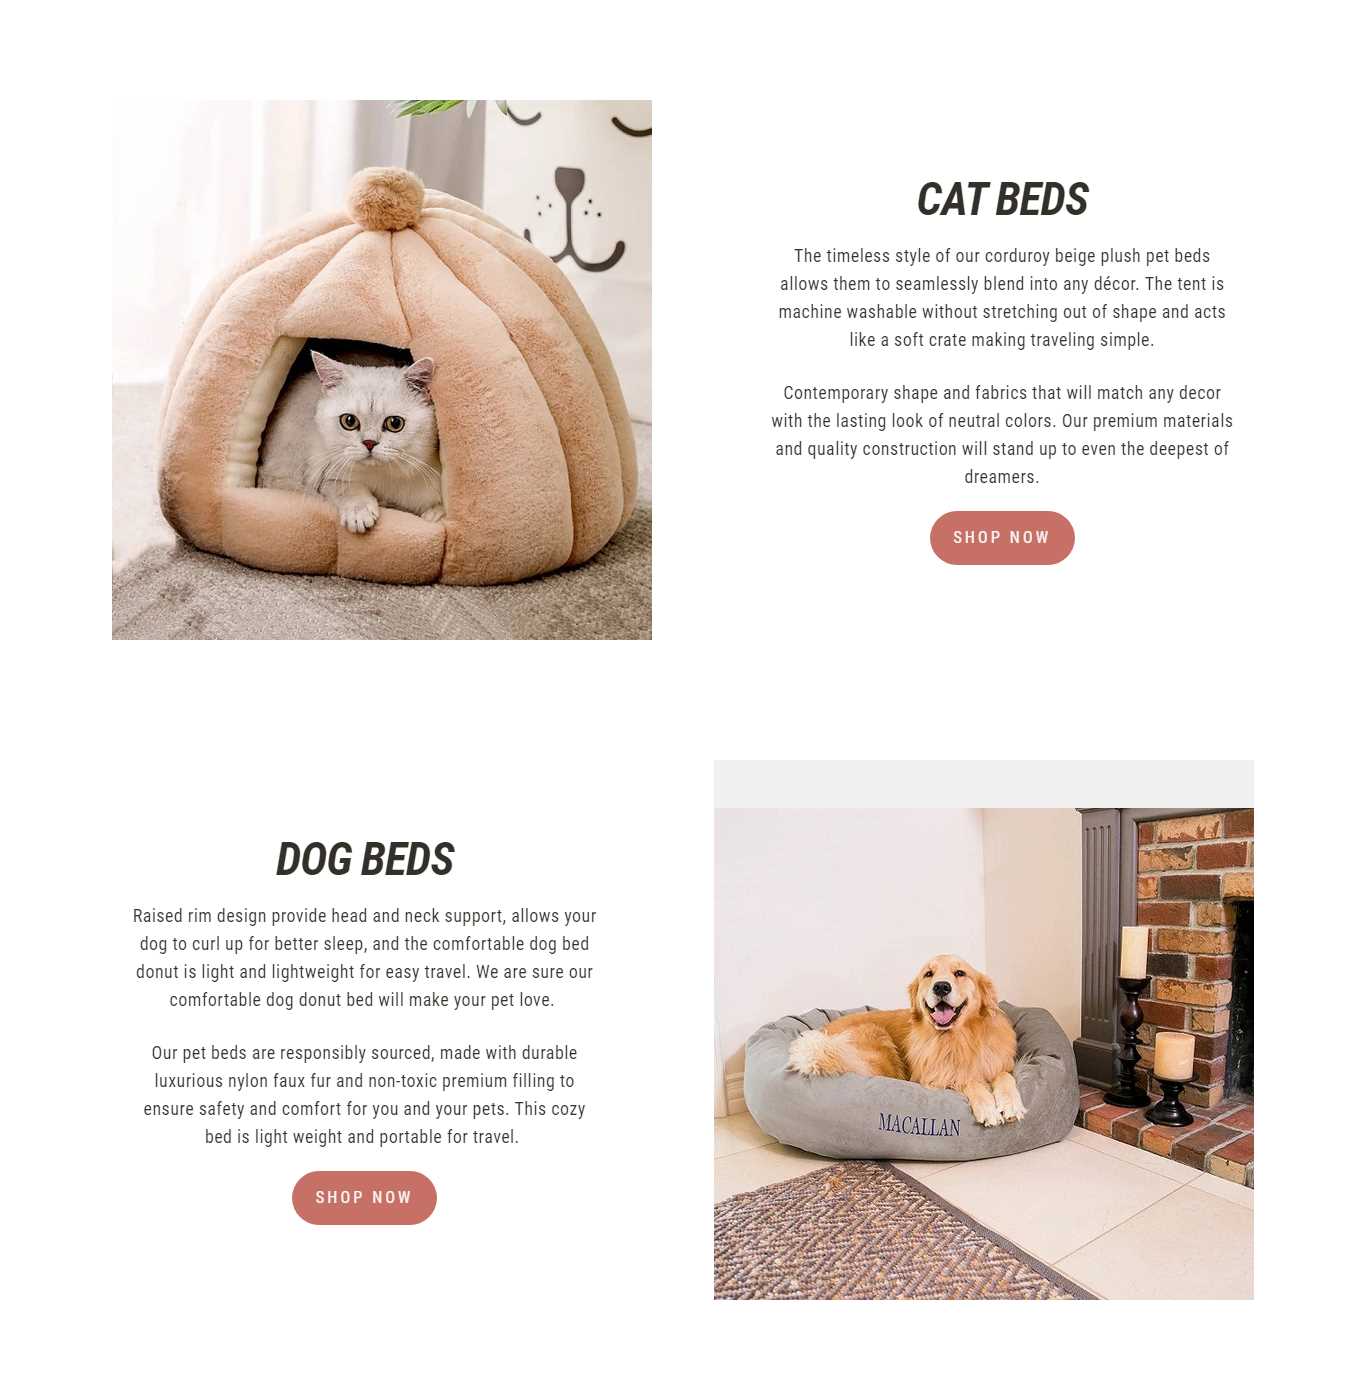 CAT BEDS
The timeless style of our corduroy beige plush pet beds
allows them to seamlessly blend into any décor. The tent is
machine washable without stretching out of shape and acts
like a soft crate making traveling simple.
Contemporary shape and fabrics that will match any decor
with the lasting look of neutral colors. Our premium materials
and quality construction will stand up to even the deepest of
dreamers.
SHOP NOW
DOG BEDS
Raised rim design provide head and neck support, allows your
dog to curl up for better sleep, and the comfortable dog bed
donut is light and lightweight for easy travel. We are sure our
comfortable dog donut bed will make your pet love.
Our pet beds are responsibly sourced, made with durable
luxurious nylon faux fur and non-toxic premium filling to
ensure safety and comfort for you and your pets. This cozy
bed is light weight and portable for travel.
SHOP NOW
MACALLAN